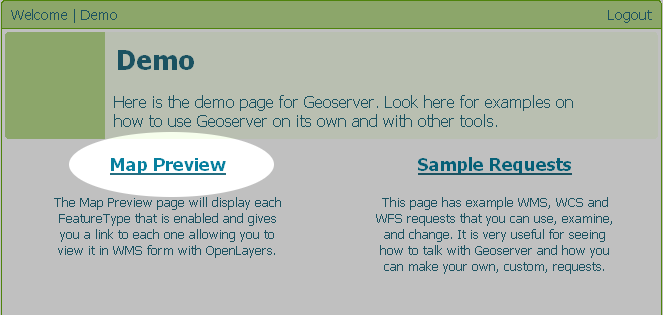 Welcome | Demo
Logout
Demo
Here is the demo page for Geoserver. Look here for examples on
how to use Geoserver on its own and with other tools.
Map Preview
The Map Preview page will display each
FeatureType that is enabled and gives
you a link to each one allowing you to
view it in WMS form with OpenLayers.
Sample Requests
This page has example WMS, WCS and
WFS requests that you can use, examine,
and change. It is very useful for seeing
how to talk with Geoserver and how you
can make your own, custom, requests.